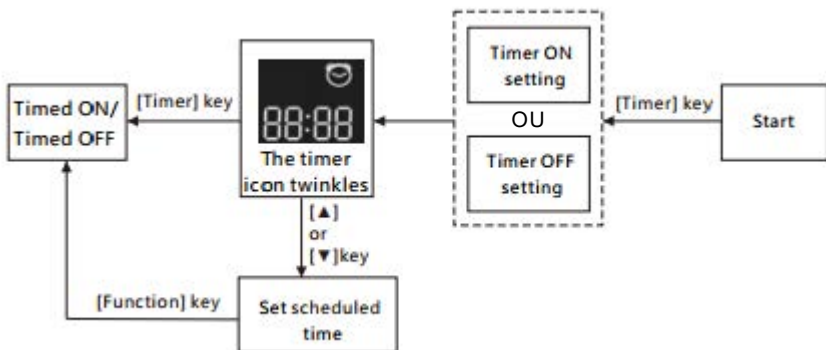 Timer ON
setting
OU
Timer OFF
setting
[Timer] key
Start
[Timer] key
Timed ON/
Timed OFF
88:88
The timer
icon twinkles
[▲]
or
[▼]key
[Function] key
Set scheduled
time